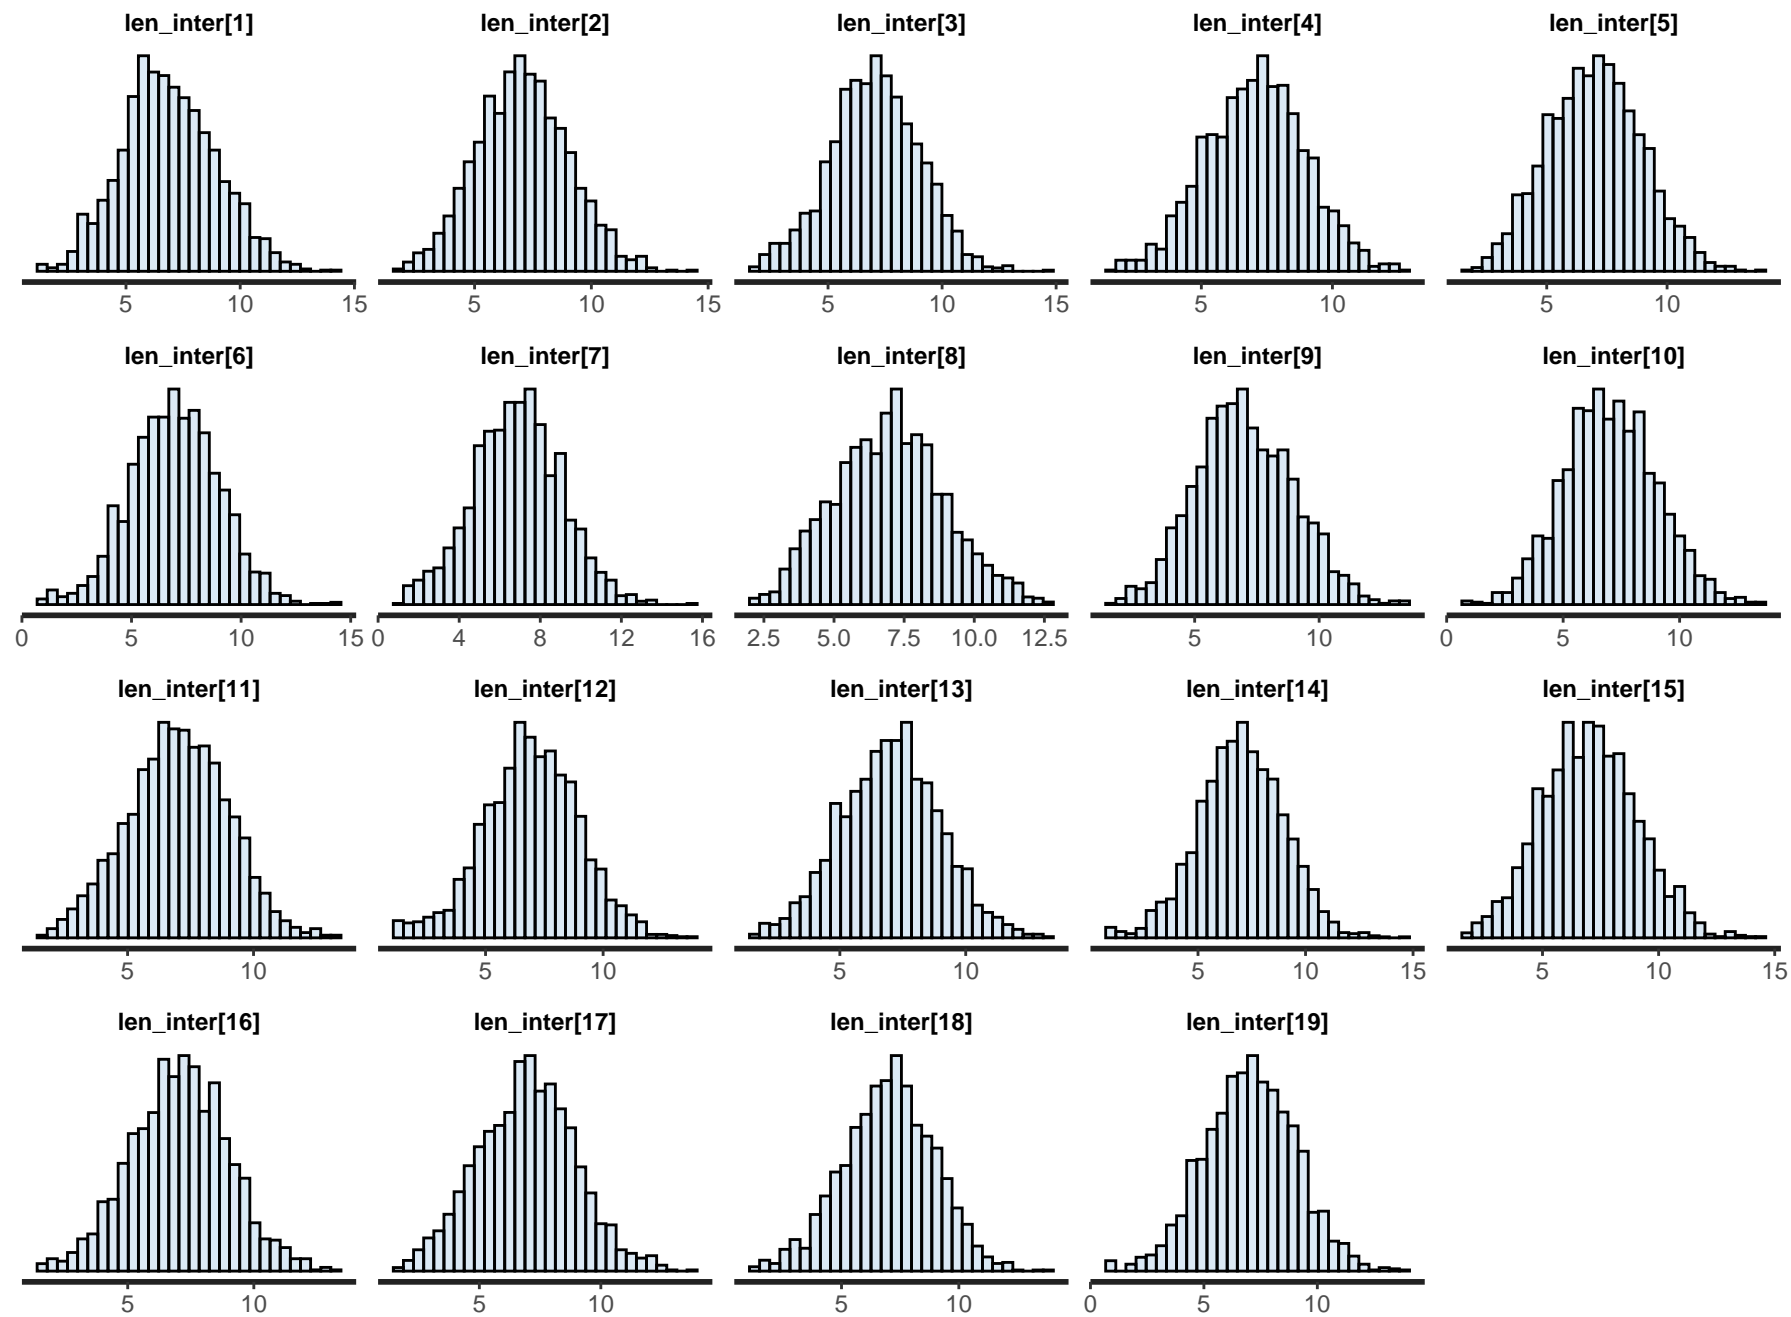 len_inter[1] len_inter[2] len_inter[3] len_inter[4] len_inter[5]
5 10 15 5 10 15 5 10 15 5 10 5 10
len_inter[6] len_inter[7] len_inter[8] len_inter[9] len_inter[10]
0 5 10 15 0 4 8 12 16 2.5 5.0 7.5 10.0 12.5 5 10 0 5 10
len_inter[11] len_inter[12] len_inter[13] len_inter[14] len_inter[15]
5 10 5 10 5 10 5 10 15 5 10 15
len_inter[16] len_inter[17] len_inter[18] len_inter[19]
5 10 5 10 5 10 0 5 10